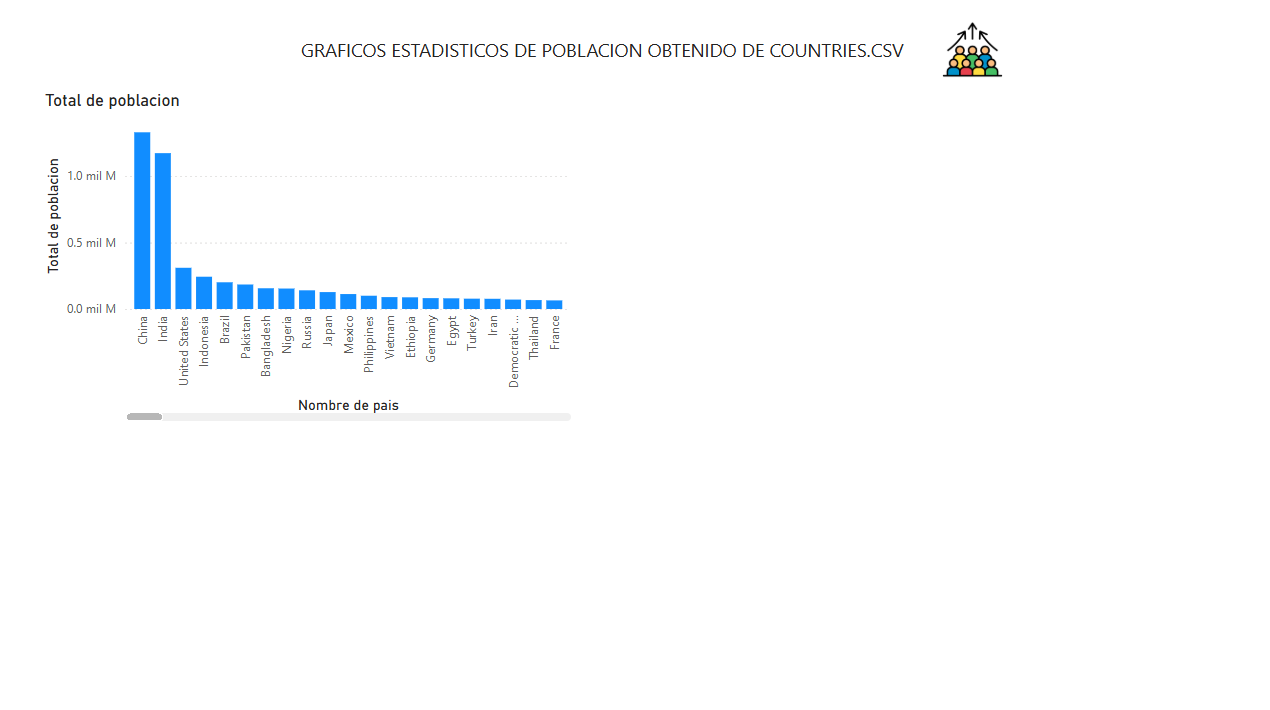 GRAFICOS ESTADISTICOS DE POBLACION OBTENIDO DE COUNTRIES.CSV
Total de poblacion
Total de poblacion
1.0 mil M
0.5 mil M
0.0 mil M
China
India
United States
Indonesia
Brazil
Pakistan
Bangladesh
Nigeria
Russia
Japan
Mexico
Philippines
Vietnam
Ethiopia
Germany
Egypt
Turkey
Iran
Democratic ...
Thailand
France
Nombre de pais